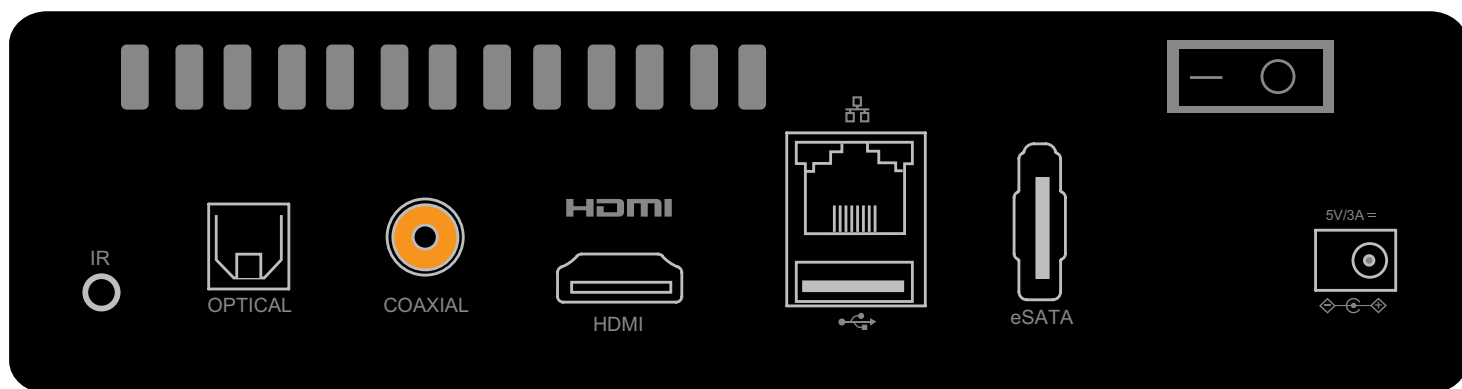 HDMI
5V/3A
IR
OPTICAL
COAXIAL
HDMI
eSATA